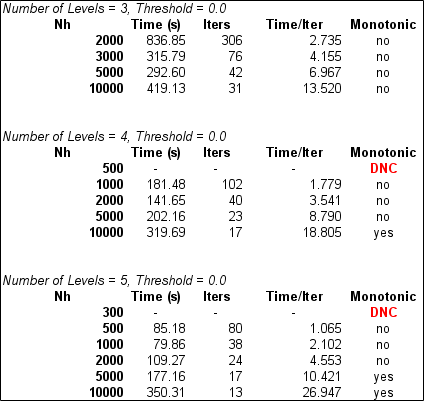 Number of Levels = 3, Threshold = 0.0
Nh Time (s) Iters Time/Iter Monotonic
2000 836.85 306 2.735 no
3000 315.79 76 4.155 no
5000 292.60 42 6.967 no
10000 419.13 31 13.520 no
Number of Levels = 4, Threshold = 0.0
Nh Time (s) Iters Time/Iter Monotonic
500 - - - DNC
1000 181.48 102 1.779 no
2000 141.65 40 3.541 no
5000 202.16 23 8.790 no
10000 319.69 17 18.805 yes
Number of Levels = 5, Threshold = 0.0
Nh Time (s) Iters Time/Iter Monotonic
300 - - - DNC
500 85.18 80 1.065 no
1000 79.86 38 2.102 no
2000 109.27 24 4.553 no
5000 177.16 17 10.421 yes
10000 350.31 13 26.947 yes